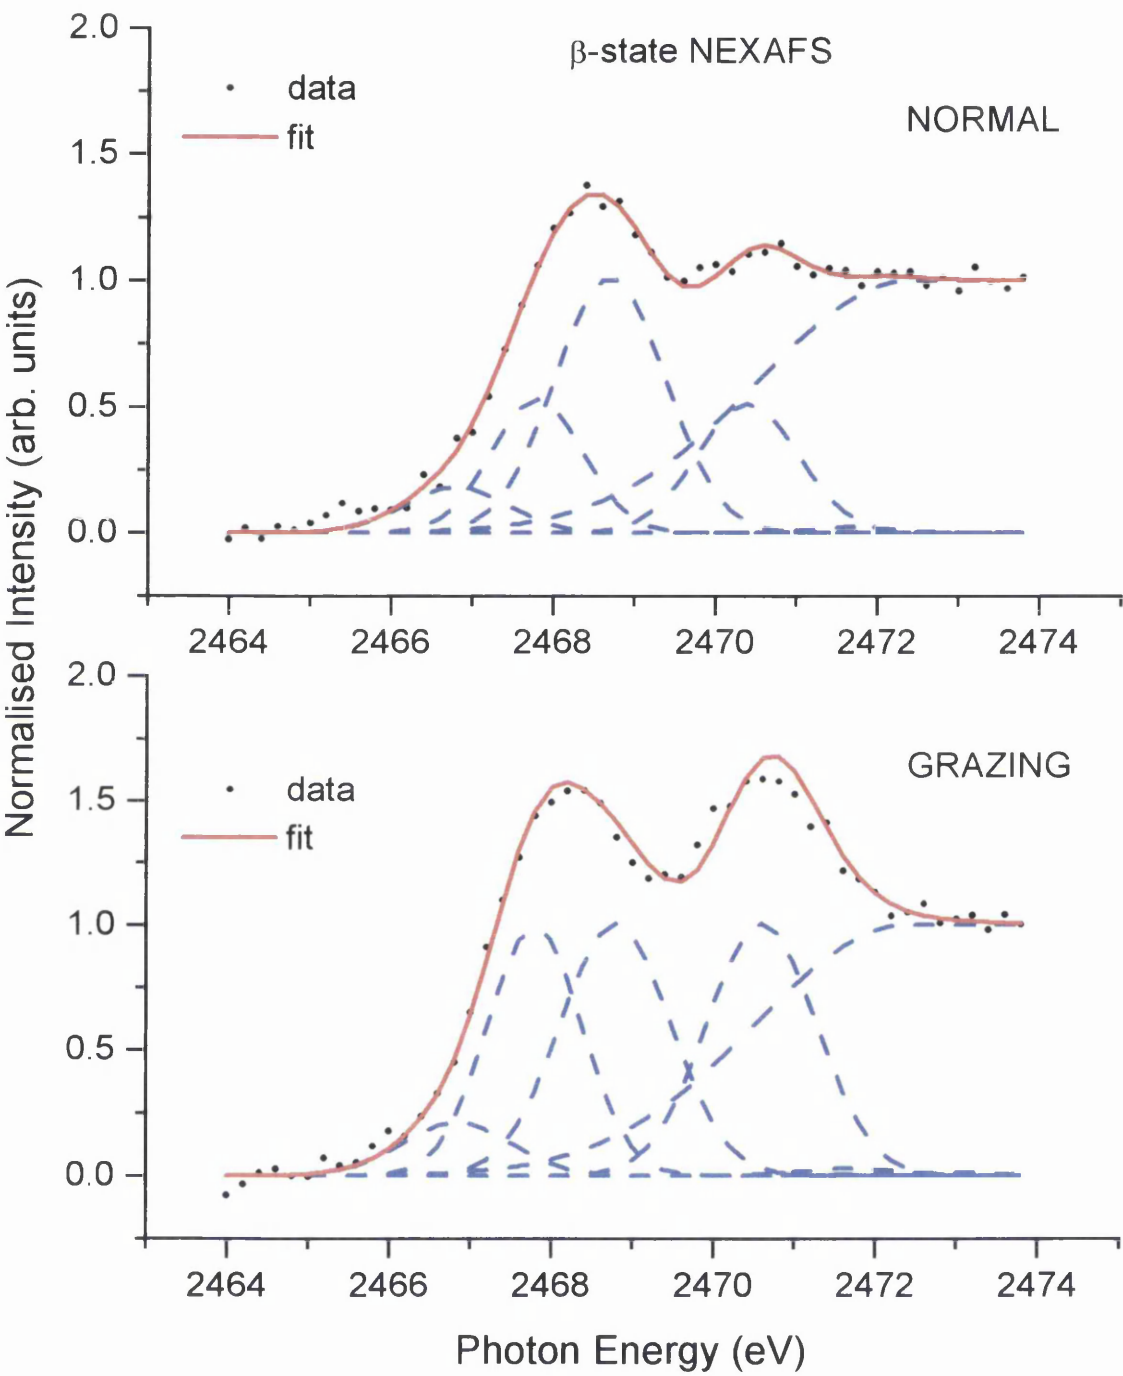 β-state NEXAFS
NORMAL
data
fit
2.0
1.5
1.0
0.5
0.0
2464 2466 2468 2470 2472 2474
Normalised Intensity (arb. units)
GRAZING
data
fit
2.0
1.5
1.0
0.5
0.0
2464 2466 2468 2470 2472 2474
Photon Energy (eV)